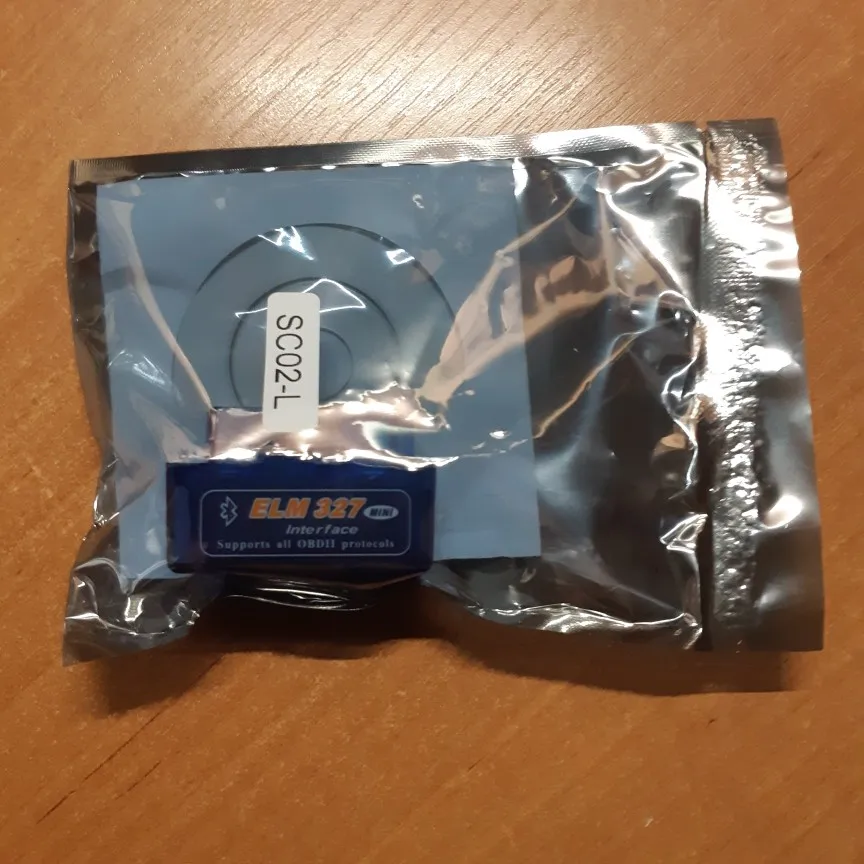 SC02-L
ELM 327 MINI
Interface
Supports all OBDII protocols